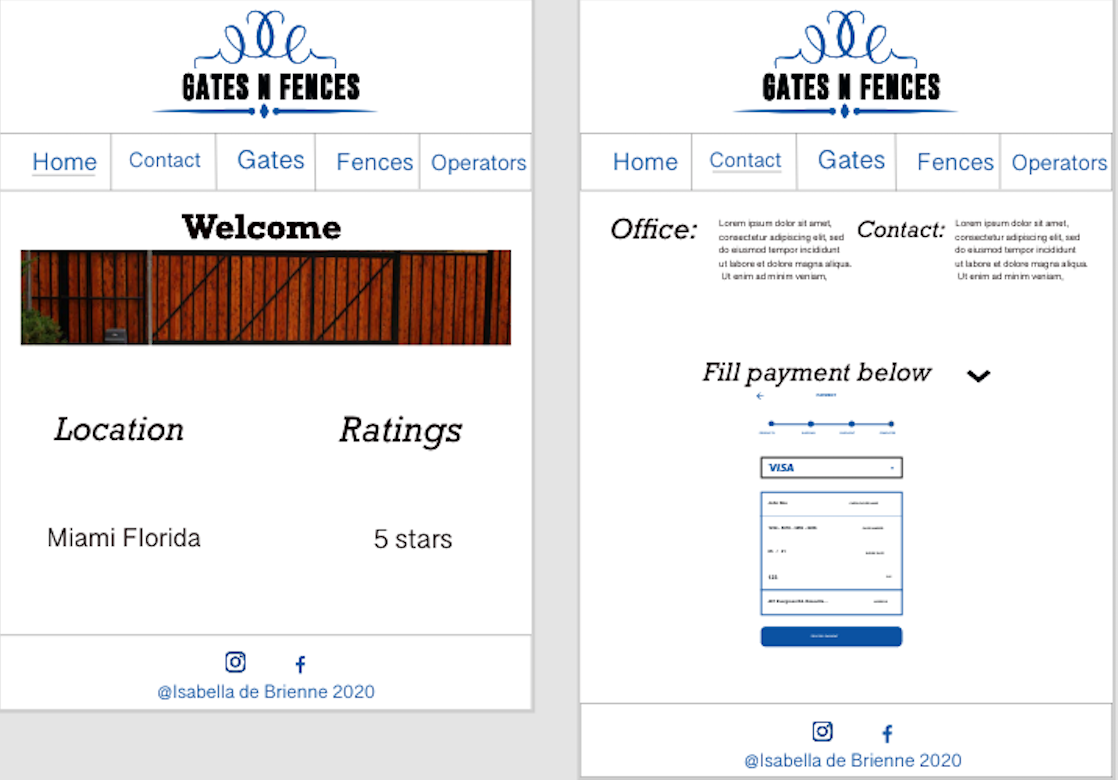 GATES N FENCES
Home Contact Gates Fences Operators
Welcome
Location Ratings
Miami Florida 5 stars
@Isabella de Brienne 2020
GATES N FENCES
Home Contact Gates Fences Operators
Office:
Lorem ipsum dolor sit amet,
consectetur adipiscing elit, sed
do eiusmod tempor incididunt
ut labore et dolore magna aliqua.
Ut enim ad minim veniam,
Contact:
Lorem ipsum dolor sit amet,
consectetur adipiscing elit, sed
do eiusmod tempor incididunt
ut labore et dolore magna aliqua.
Ut enim ad minim veniam,
Fill payment below
PAYMENT
VISA
123
@Isabella de Brienne 2020